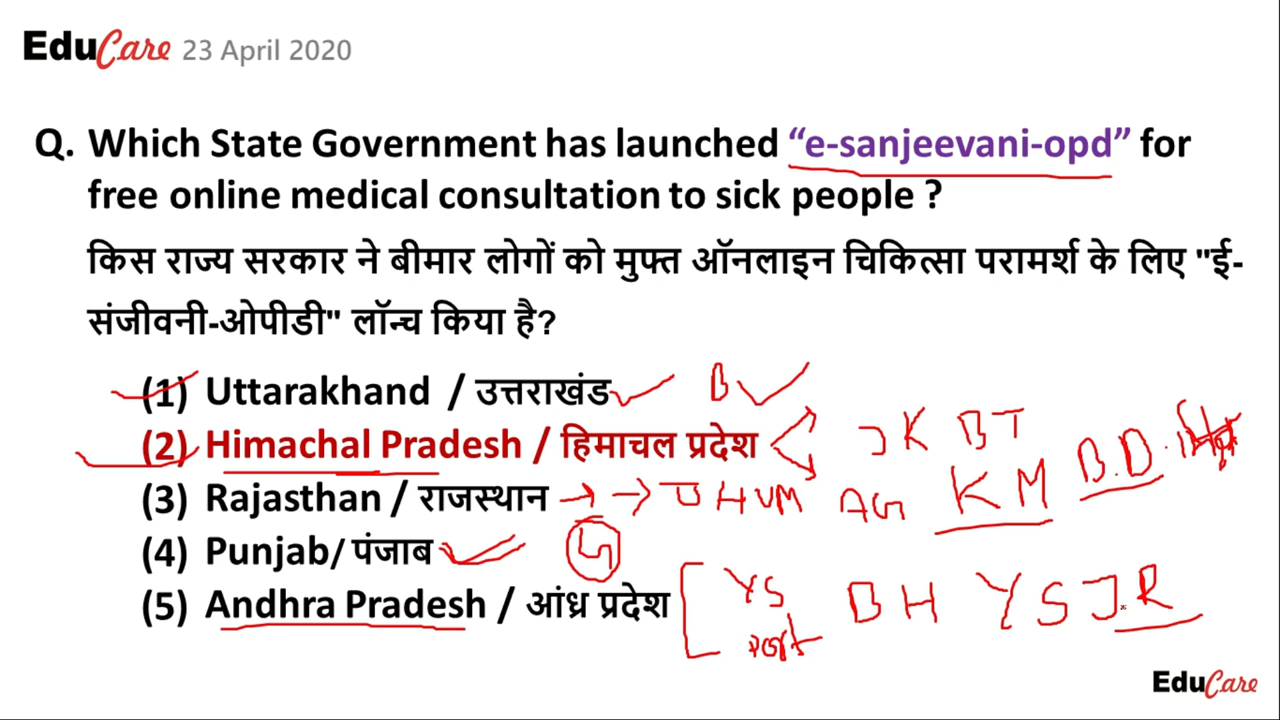 EduCare 23 April 2020
Q. Which State Government has launched “e-sanjeevani-opd” for
free online medical consultation to sick people ?
किस राज्य सरकार ने बीमार लोगों को मुफ्त ऑनलाइन चिकित्सा परामर्श के लिए "ई-
संजीवनी-ओपीडी" लॉन्च किया है?
(1) Uttarakhand / उत्तराखंड B
(2) Himachal Pradesh / हिमाचल प्रदेश JK BT B.D.
(3) Rajasthan / राजस्थान AG KM
(4) Punjab/ पंजाब
(5) Andhra Pradesh / आंध्र प्रदेश YS BH YSJR
EduCare